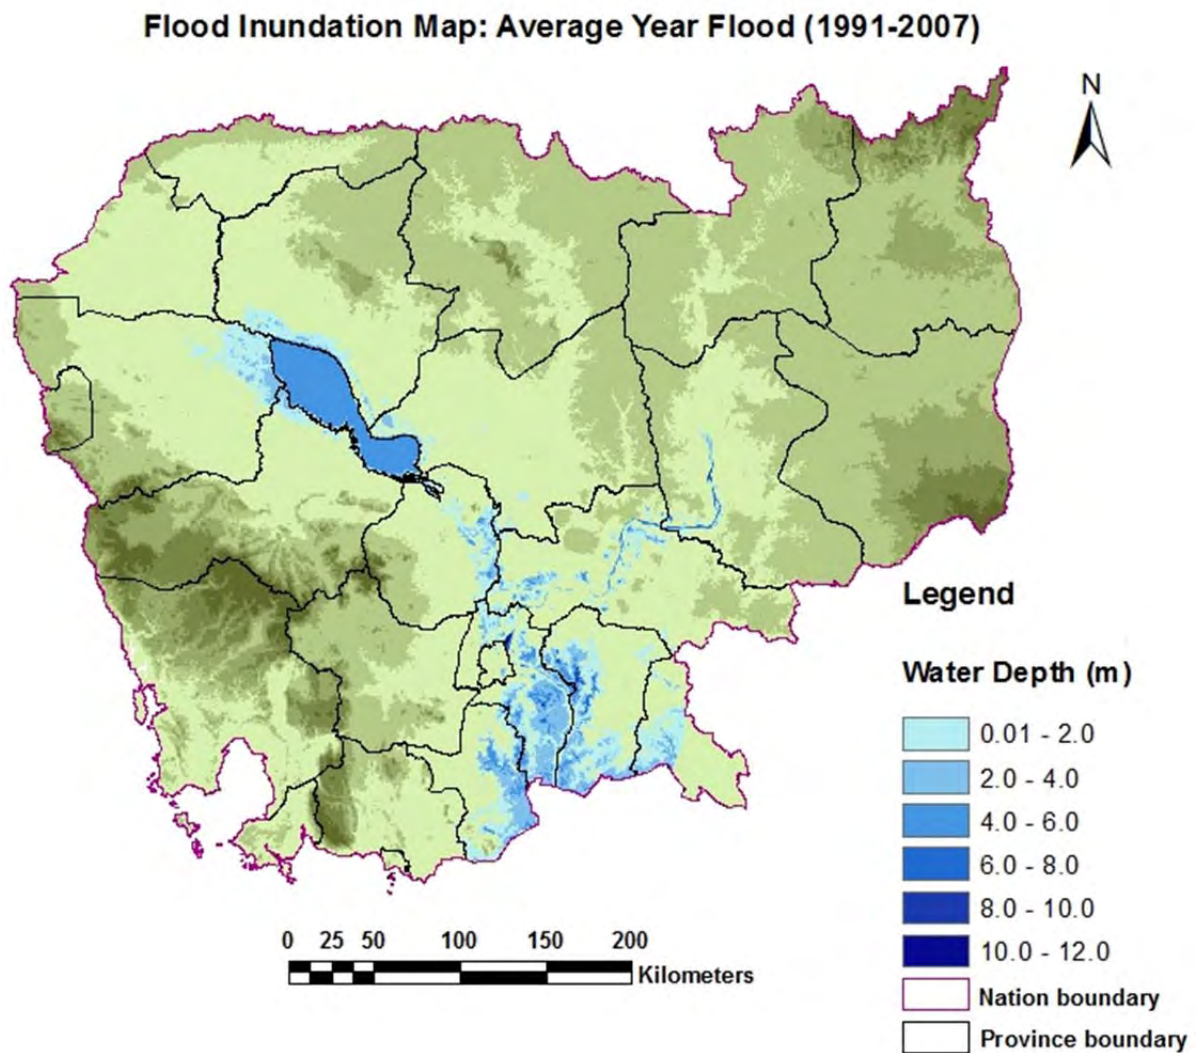 Flood Inundation Map: Average Year Flood (1991-2007)
N
Legend
Water Depth (m)
0.01 - 2.0
2.0 - 4.0
4.0 - 6.0
6.0 - 8.0
8.0 - 10.0
10.0 - 12.0
Nation boundary
Province boundary
0 25 50 100 150 200
Kilometers